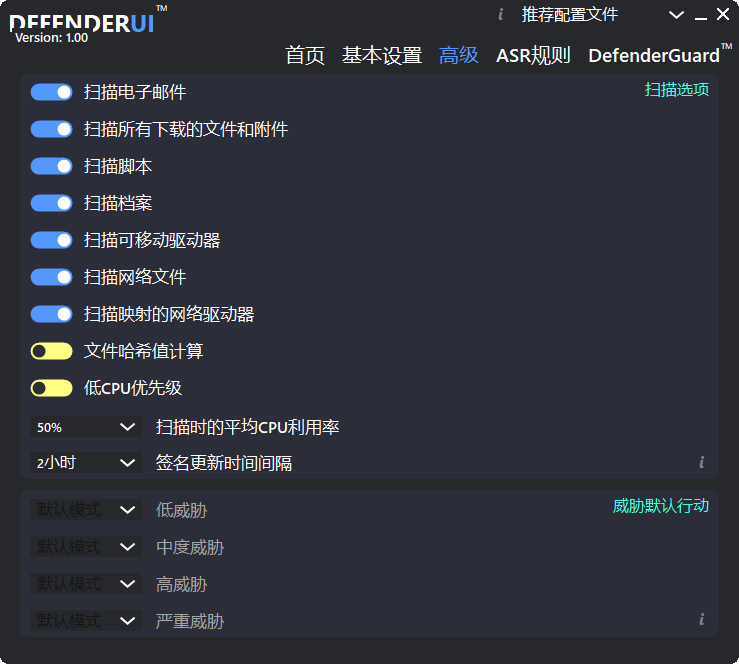 DEFENDERUI™
Version: 1.00
i 推荐配置文件
首页 基本设置 高级 ASR规则 DefenderGuard™
扫描选项
扫描电子邮件
扫描所有下载的文件和附件
扫描脚本
扫描档案
扫描可移动驱动器
扫描网络文件
扫描映射的网络驱动器
文件哈希值计算
低CPU优先级
50% 扫描时的平均CPU利用率
2小时 签名更新时间间隔 i
威胁默认行动
默认模式 低威胁
默认模式 中度威胁
默认模式 高威胁
默认模式 严重威胁 i